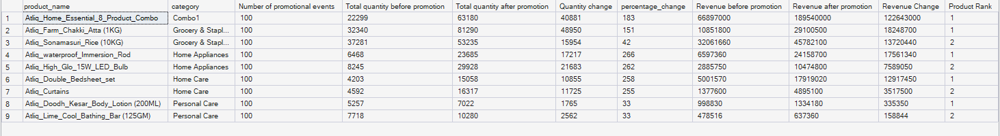 product_name category Number of promotional events Total quantity before promotion Total quantity after promotion Quantity change percentage_change Revenue before promotion Revenue after promotion Revenue Change Product Rank
1 Atliq_Home_Essential_8_Product_Combo Combo1 100 22299 63180 40881 183 66897000 189540000 122643000 1
2 Atliq_Farm_Chakki_Atta (1KG) Grocery & Stapl... 100 32340 81290 48950 151 10851800 29100500 18248700 1
3 Atliq_Sonamasuri_Rice (10KG) Grocery & Stapl... 100 37281 53235 15954 42 32061660 45782100 13720440 2
4 Atliq_waterproof_Immersion_Rod Home Appliances 100 6468 23685 17217 266 6597360 24158700 17561340 1
5 Atliq_High_Glo_15W_LED_Bulb Home Appliances 100 8245 29928 21683 262 2885750 10474800 7589050 2
6 Atliq_Double_Bedsheet_set Home Care 100 4203 15058 10855 258 5001570 17919020 12917450 1
7 Atliq_Curtains Home Care 100 4592 16317 11725 255 1377600 4895100 3517500 2
8 Atliq_Doodh_Kesar_Body_Lotion (200ML) Personal Care 100 5257 7022 1765 33 998830 1334180 335350 1
9 Atliq_Lime_Cool_Bathing_Bar (125GM) Personal Care 100 7718 10280 2562 33 478516 637360 158844 2